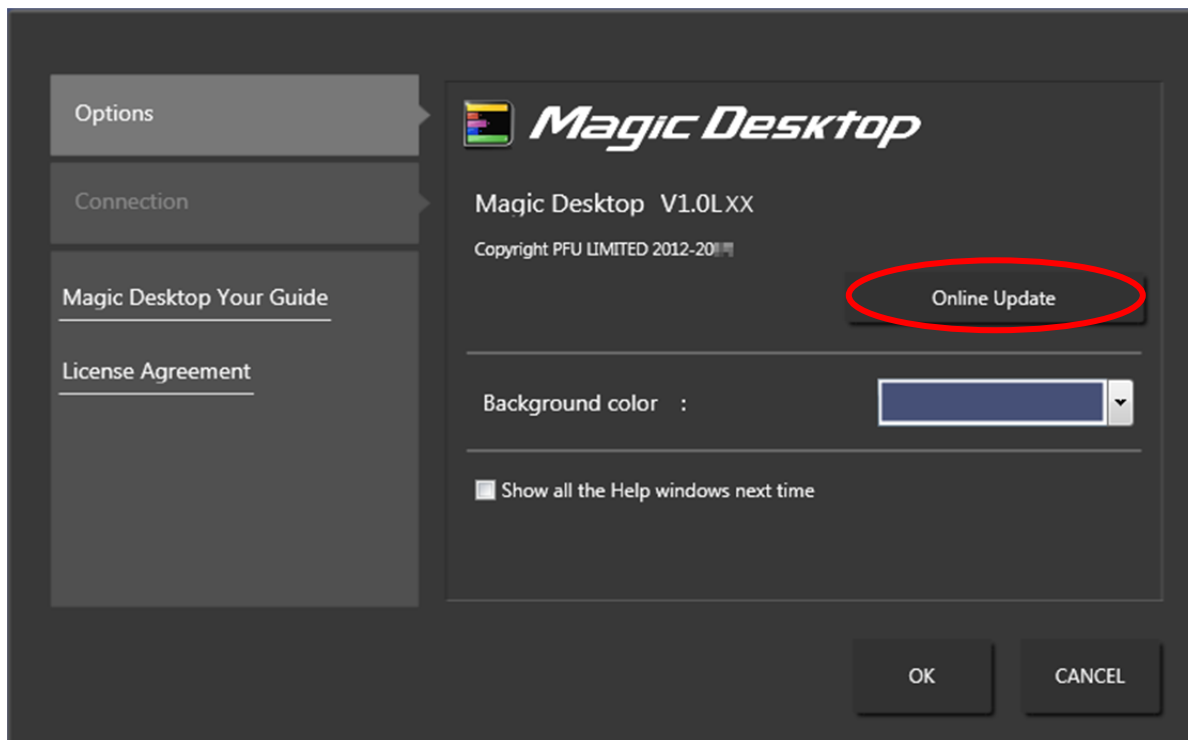 Options
Connection
Magic Desktop Your Guide
License Agreement
Magic Desktop
Magic Desktop V1.0LXX
Copyright PFU LIMITED 2012-20
Online Update
Background color :
Show all the Help windows next time
OK
CANCEL